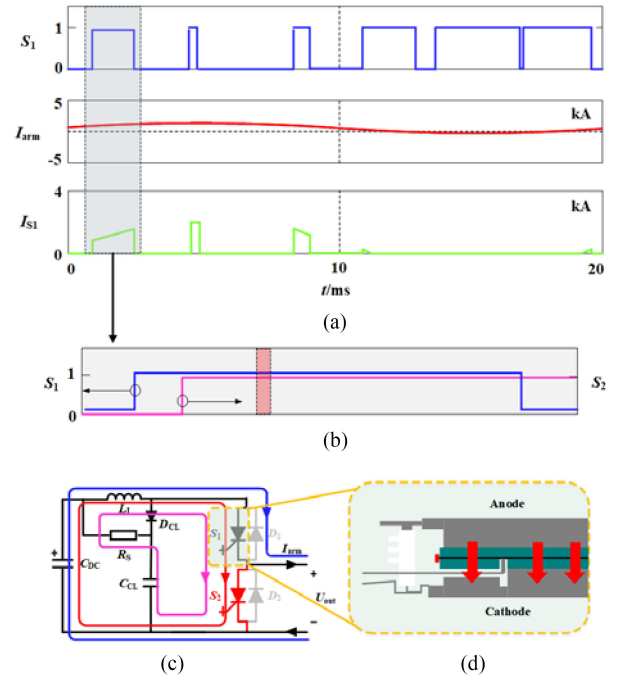 (a)
S1
1
0
5
Iarm
-5
kA
4
IS1
0
kA
0
10
20
t/ms
(a)
S1
1
0
S2
(b)
L1
DCL
RS
CDC
+
CCL
S1
D1
Iarm
+
S2
D2
Uout
−
Anode
Cathode
(c)
(d)